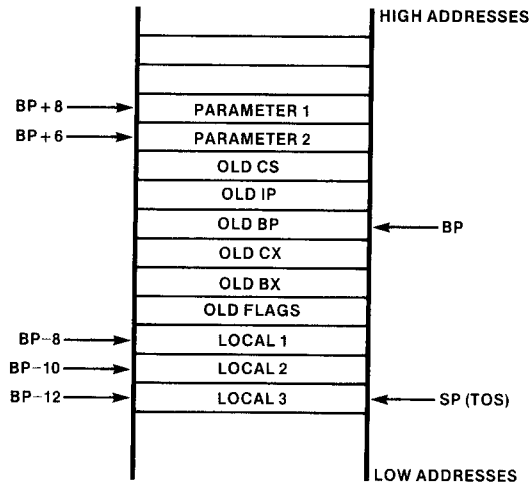 HIGH ADDRESSES
BP+8 PARAMETER 1
BP+6 PARAMETER 2
OLD CS
OLD IP
OLD BP BP
OLD CX
OLD BX
OLD FLAGS
BP−8 LOCAL 1
BP−10 LOCAL 2
BP−12 LOCAL 3 SP (TOS)
LOW ADDRESSES